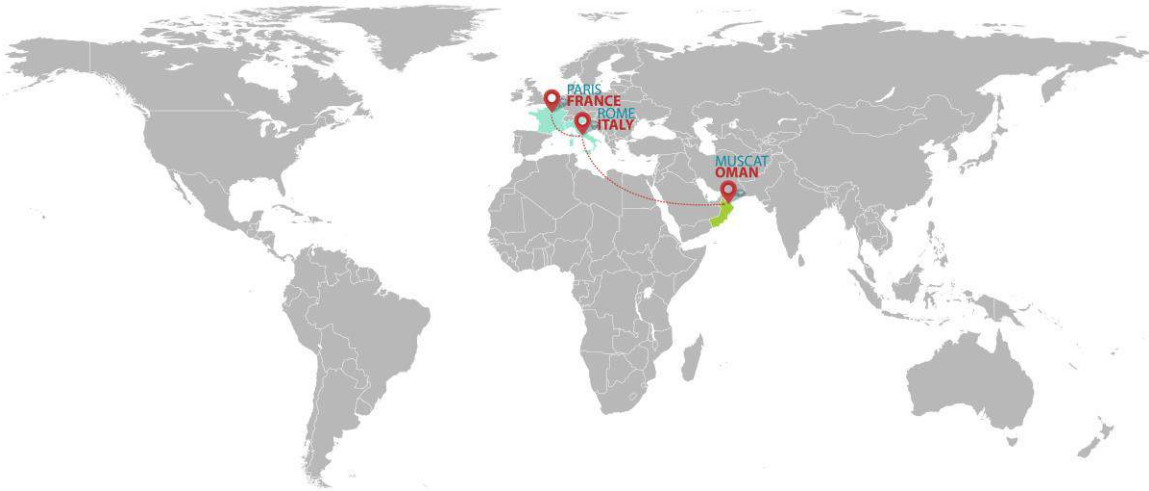 PARIS
FRANCE
ROME
ITALY
MUSCAT
OMAN